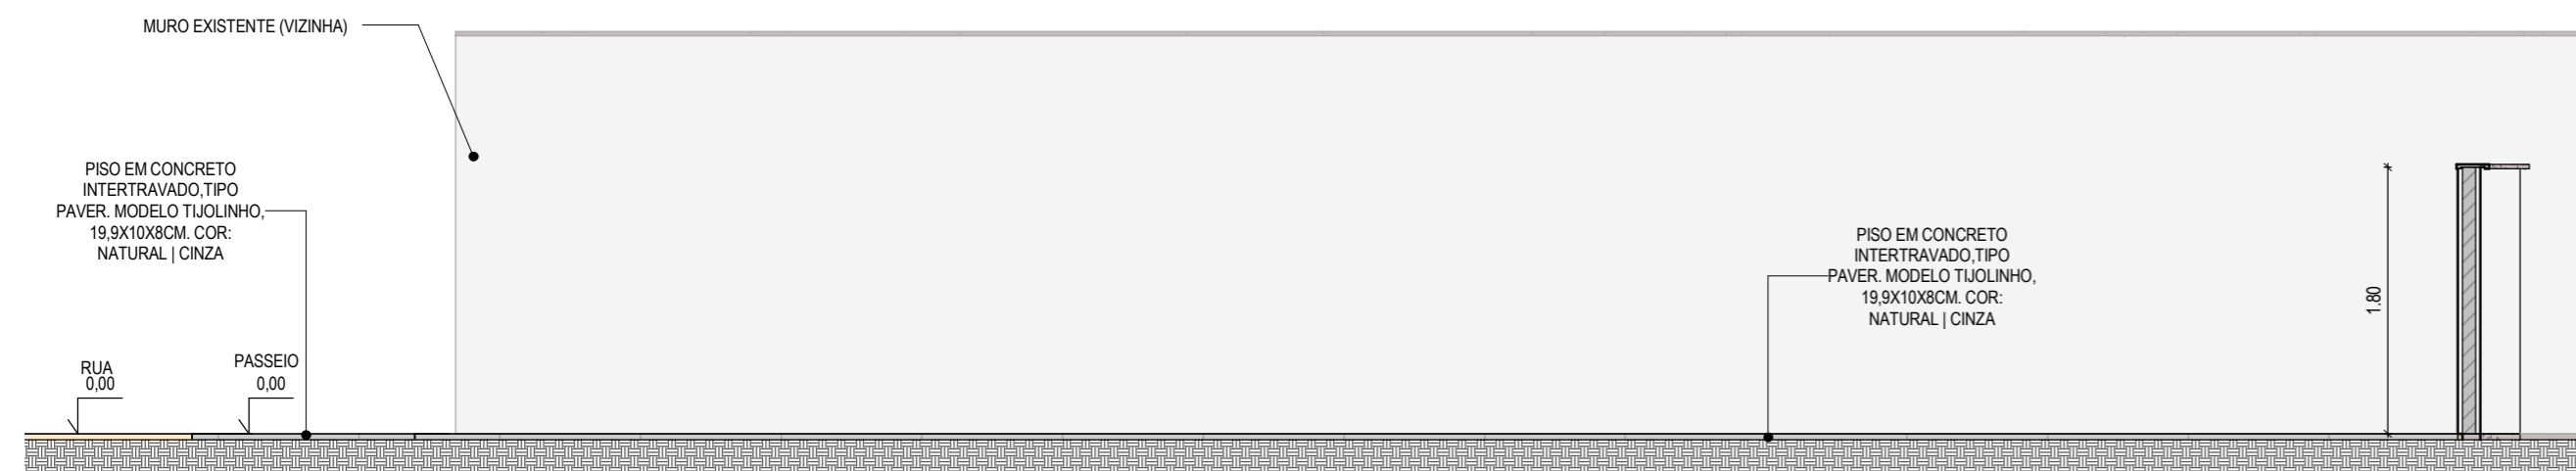 MURO EXISTENTE (VIZINHA)
PISO EM CONCRETO
INTERTRAVADO,TIPO
PAVER. MODELO TIJOLINHO,
19,9X10X8CM. COR:
NATURAL | CINZA
RUA
0,00
PASSEIO
0,00
PISO EM CONCRETO
INTERTRAVADO,TIPO
PAVER. MODELO TIJOLINHO,
19,9X10X8CM. COR:
NATURAL | CINZA
1.80